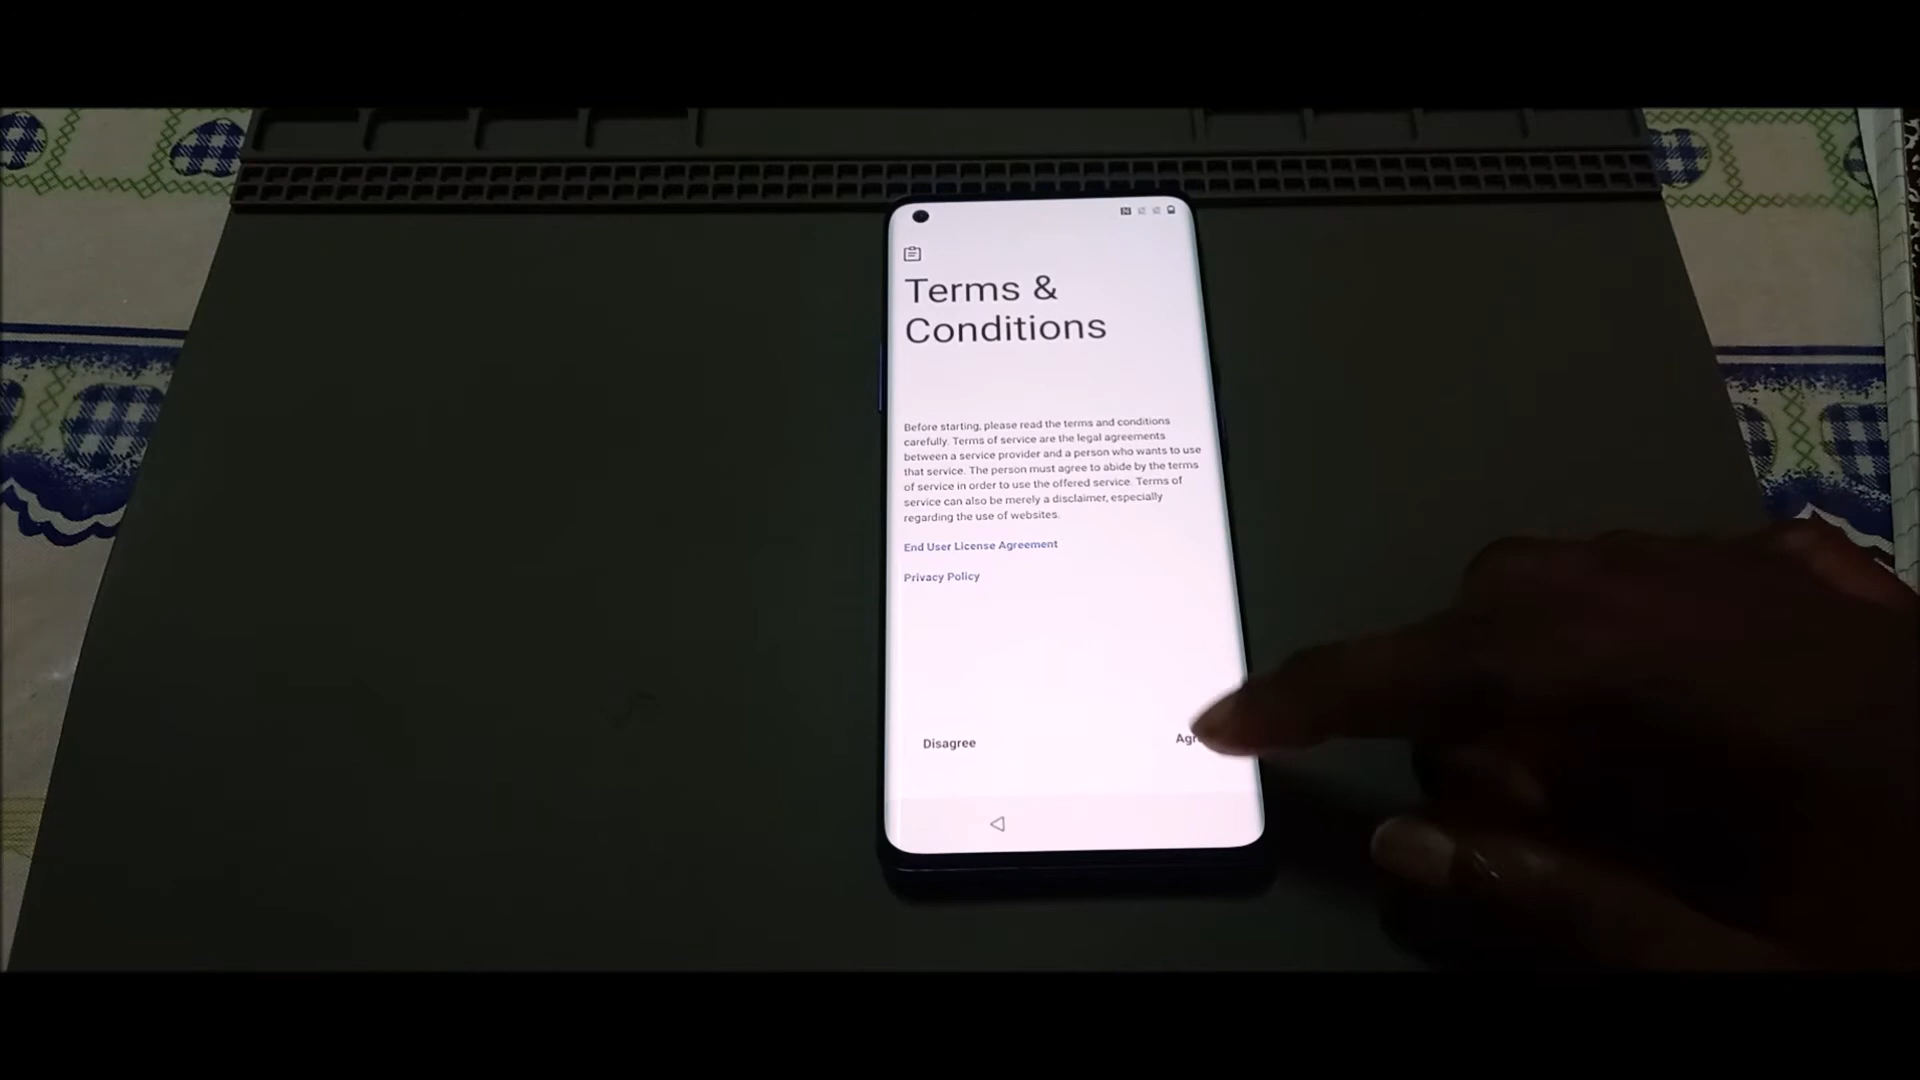 Terms &
Conditions
Before starting, please read the terms and conditions
carefully. Terms of service are the legal agreements
between a service provider and a person who wants to use
that service. The person must agree to abide by the terms
of service in order to use the offered service. Terms of
service can also be merely a disclaimer, especially
regarding the use of websites.
End User License Agreement
Privacy Policy
Disagree